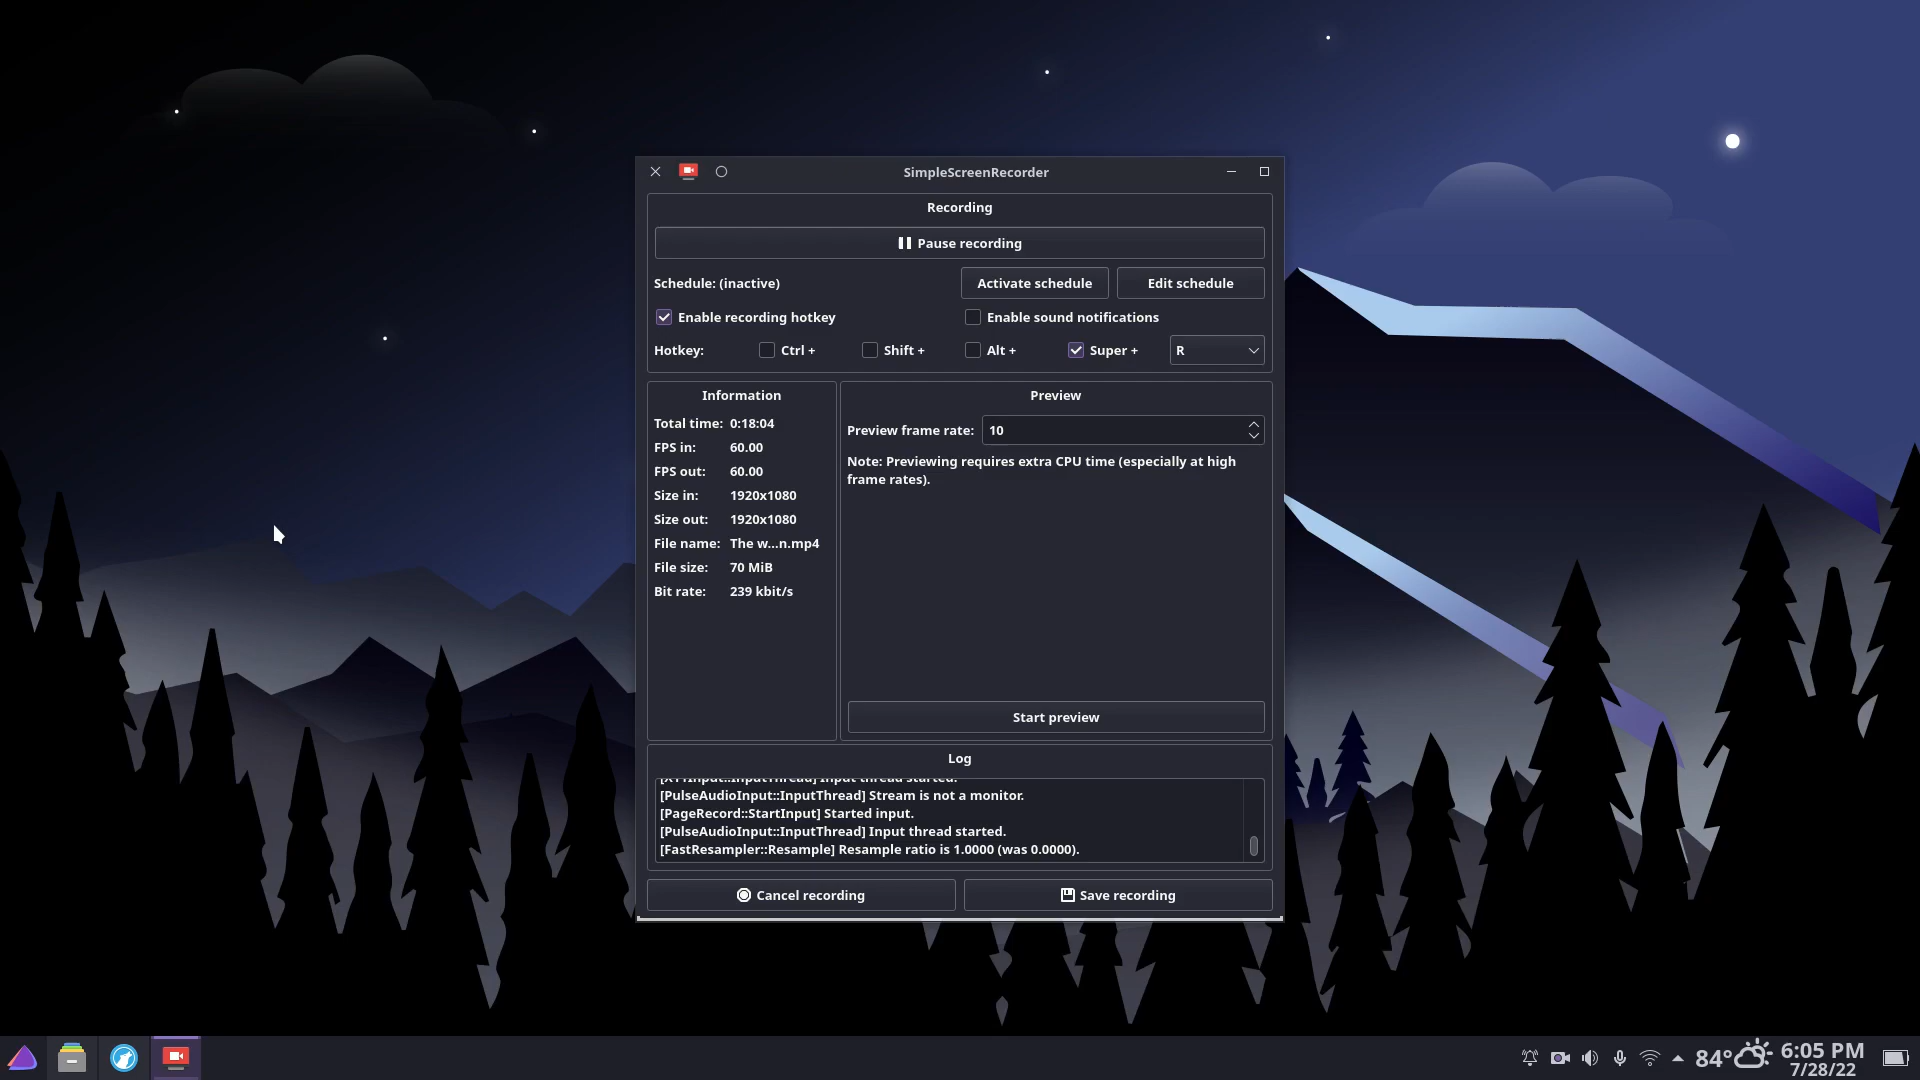 SimpleScreenRecorder
Recording
Pause recording
Schedule: (inactive)
Activate schedule
Edit schedule
Enable recording hotkey
Enable sound notifications
Hotkey:
Ctrl +
Shift +
Alt +
Super +
R
Information
Total time: 0:18:04
FPS in: 60.00
FPS out: 60.00
Size in: 1920x1080
Size out: 1920x1080
File name: The w...n.mp4
File size: 70 MiB
Bit rate: 239 kbit/s
Preview
Preview frame rate: 10
Note: Previewing requires extra CPU time (especially at high
frame rates).
Start preview
Log
[X11Input::InputThread] Input thread started.
[PulseAudioInput::InputThread] Stream is not a monitor.
[PageRecord::StartInput] Started input.
[PulseAudioInput::InputThread] Input thread started.
[FastResampler::Resample] Resample ratio is 1.0000 (was 0.0000).
Cancel recording
Save recording
84°
6:05 PM
7/28/22